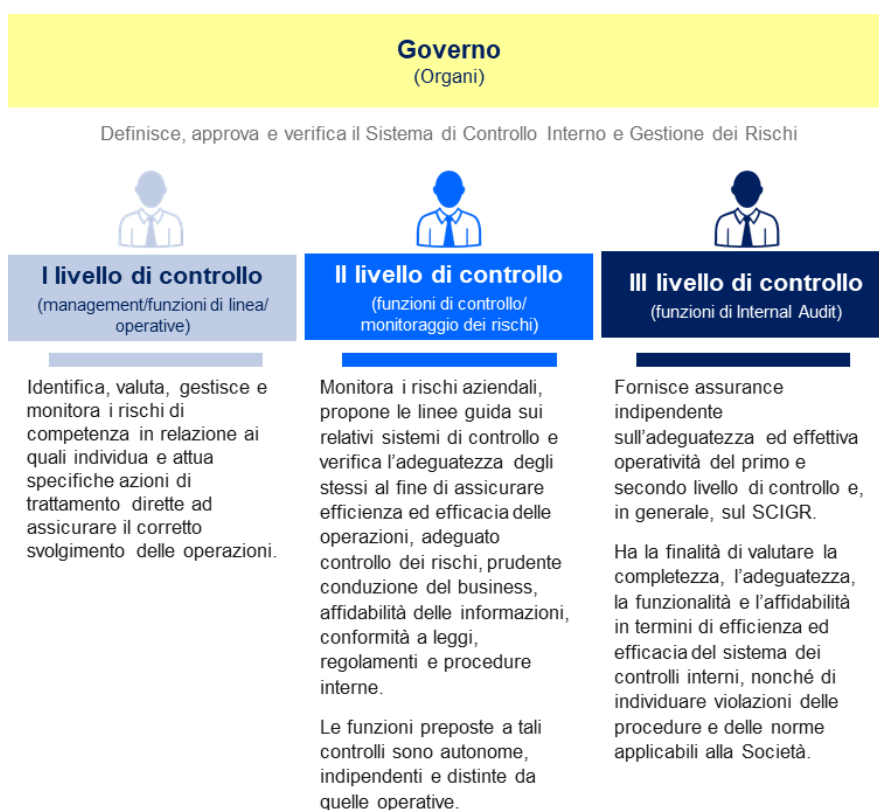 Governo
(Organi)
Definisce, approva e verifica il Sistema di Controllo Interno e Gestione dei Rischi
I livello di controllo
(management/funzioni di linea/
operative)
Identifica, valuta, gestisce e
monitora i rischi di
competenza in relazione ai
quali individua e attua
specifiche azioni di
trattamento dirette ad
assicurare il corretto
svolgimento delle operazioni.
II livello di controllo
(funzioni di controllo/
monitoraggio dei rischi)
Monitora i rischi aziendali,
propone le linee guida sui
relativi sistemi di controllo e
verifica l'adeguatezza degli
stessi al fine di assicurare
efficienza ed efficacia delle
operazioni, adeguato
controllo dei rischi, prudente
conduzione del business,
affidabilità delle informazioni,
conformità a leggi,
regolamenti e procedure
interne.
Le funzioni preposte a tali
controlli sono autonome,
indipendenti e distinte da
quelle operative.
III livello di controllo
(funzioni di Internal Audit)
Fornisce assurance
indipendente
sull'adeguatezza ed effettiva
operatività del primo e
secondo livello di controllo e,
in generale, sul SCIGR.
Ha la finalità di valutare la
completezza, l'adeguatezza,
la funzionalità e l'affidabilità
in termini di efficienza ed
efficacia del sistema dei
controlli interni, nonché di
individuare violazioni delle
procedure e delle norme
applicabili alla Società.